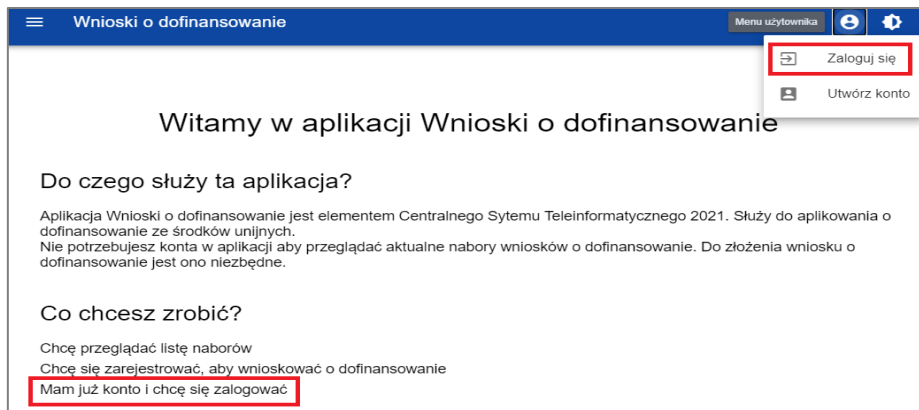 Wnioski o dofinansowanie
Menu użytownika
Zaloguj się
Utwórz konto
Witamy w aplikacji Wnioski o dofinansowanie
Do czego służy ta aplikacja?
Aplikacja Wnioski o dofinansowanie jest elementem Centralnego Sytemu Teleinformatycznego 2021. Służy do aplikowania o
dofinansowanie ze środków unijnych.
Nie potrzebujesz konta w aplikacji aby przeglądać aktualne nabory wniosków o dofinansowanie. Do złożenia wniosku o
dofinansowanie jest ono niezbędne.
Co chcesz zrobić?
Chcę przeglądać listę naborów
Chcę się zarejestrować, aby wnioskować o dofinansowanie
Mam już konto i chcę się zalogować